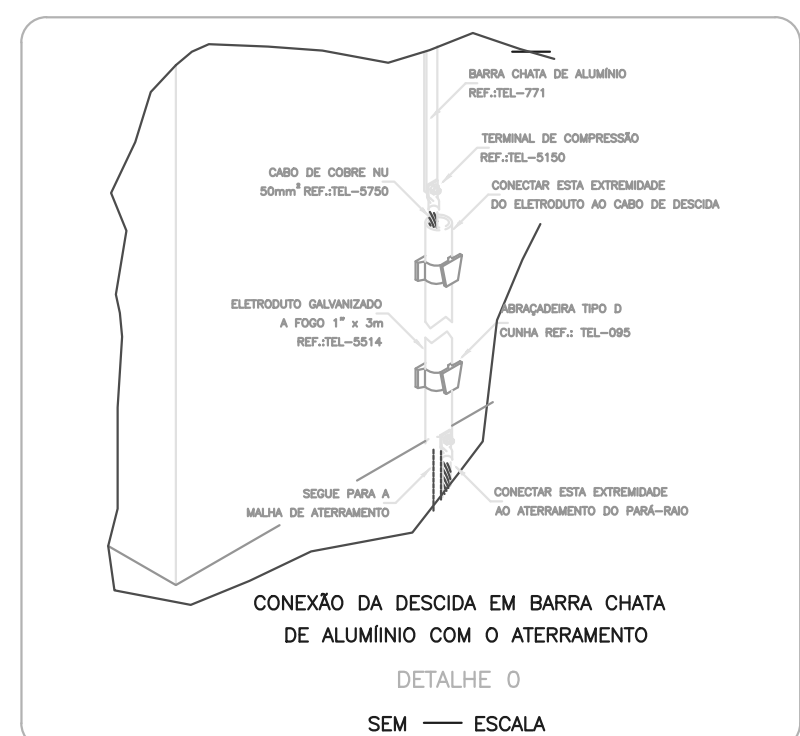 BARRA CHATA DE ALUMÍNIO
REF.:TEL-771
TERMINAL DE COMPRESSÃO
REF.:TEL-5150
CABO DE COBRE NU
50mm² REF.:TEL-5750
CONECTAR ESTA EXTREMIDADE
DO ELETRODUTO AO CABO DE DESCIDA
ELETRODUTO GALVANIZADO
A FOGO 1" x 3m
REF.:TEL-5514
ABRAÇADEIRA TIPO D
CUNHA REF.: TEL-095
SEGUE PARA A
MALHA DE ATERRAMENTO
CONECTAR ESTA EXTREMIDADE
AO ATERRAMENTO DO PARÁ-RAIO
CONEXÃO DA DESCIDA EM BARRA CHATA
DE ALUMÍINIO COM O ATERRAMENTO
DETALHE O
SEM — ESCALA